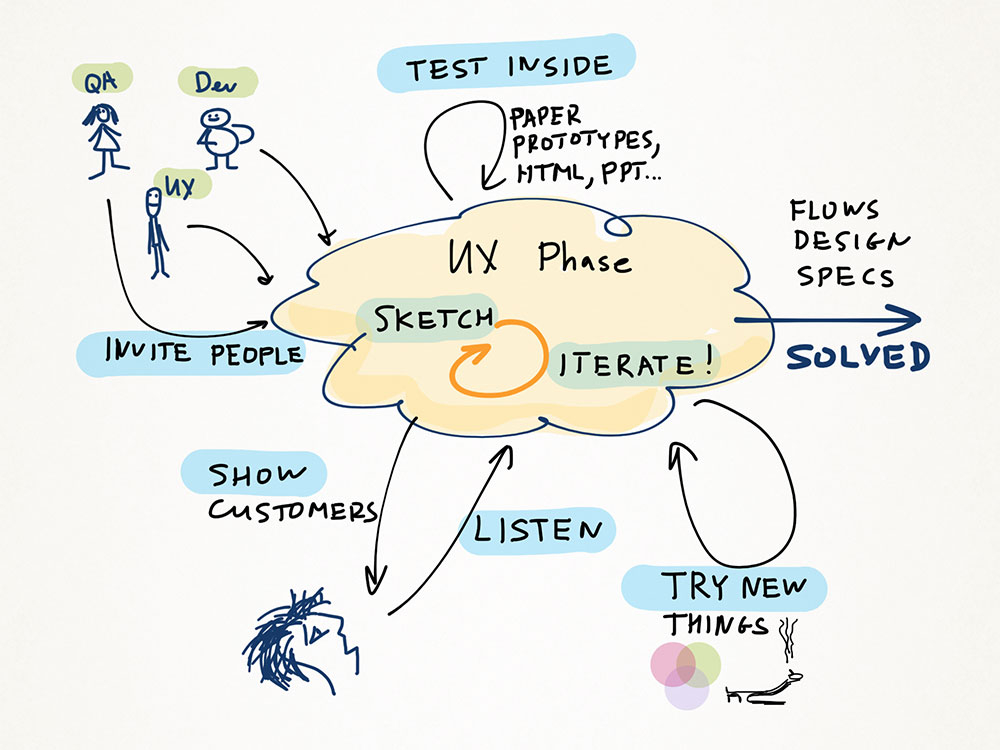 QA
Dev
UX
INVITE PEOPLE
TEST INSIDE
PAPER
PROTOTYPES,
HTML, PPT...
UX Phase
SKETCH
ITERATE!
FLOWS
DESIGN
SPECS
SOLVED
SHOW
CUSTOMERS
LISTEN
TRY NEW
THINGS